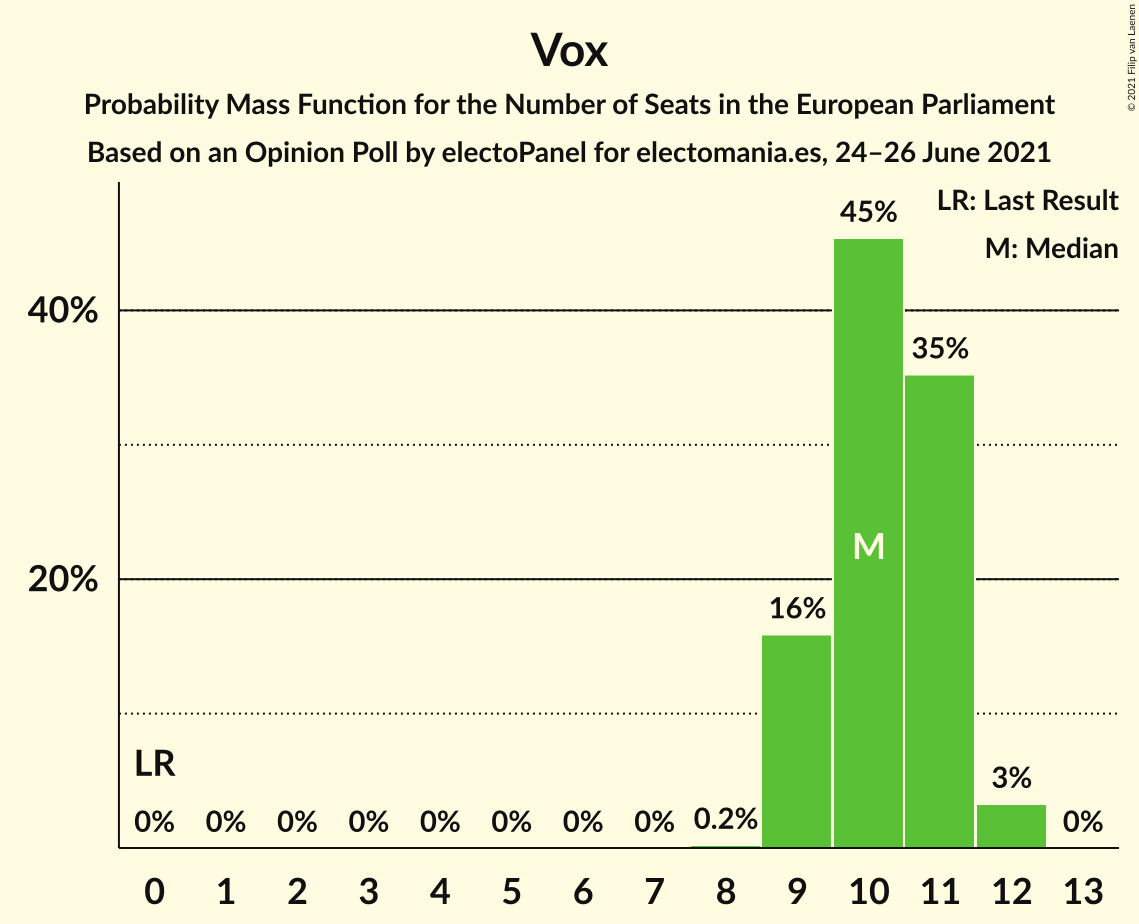 Vox
Probability Mass Function for the Number of Seats in the European Parliament
Based on an Opinion Poll by electoPanel for electomania.es, 24–26 June 2021
© 2021 Filip van Laenen
LR: Last Result
M: Median
45%
40%
35%
M
20%
16%
LR
3%
0% 0% 0% 0% 0% 0% 0% 0% 0.2% 0%
0 1 2 3 4 5 6 7 8 9 10 11 12 13